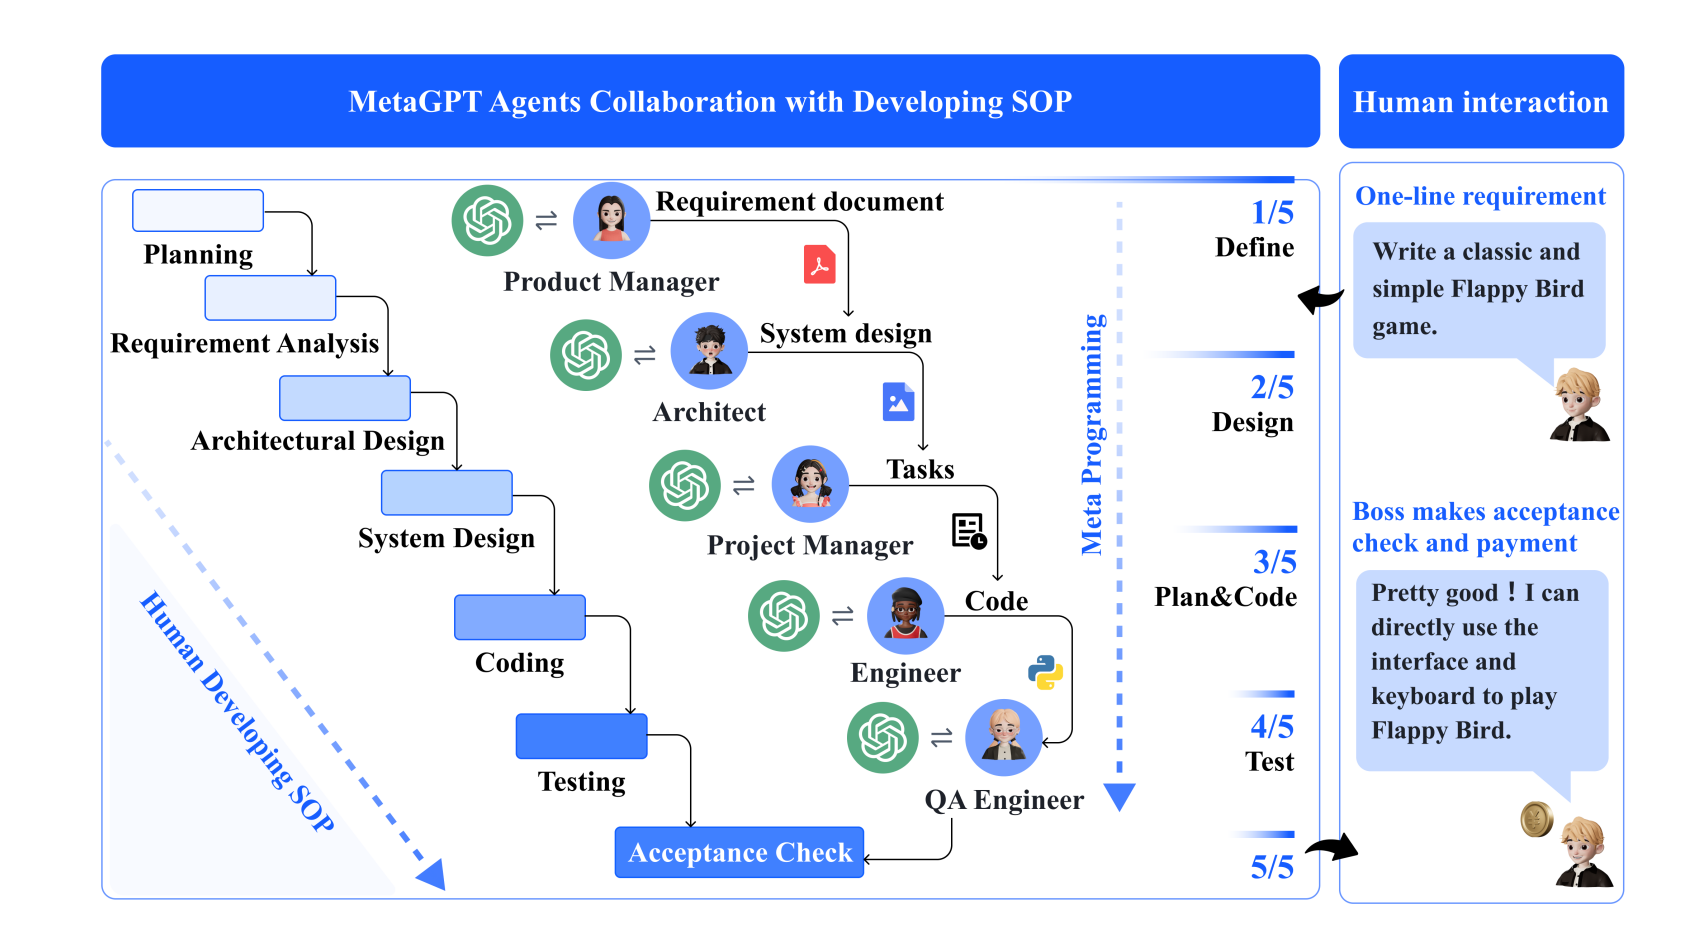 MetaGPT Agents Collaboration with Developing SOP
Human interaction
Planning
Requirement Analysis
Architectural Design
System Design
Coding
Testing
Acceptance Check
Human Developing SOP
Requirement document
Product Manager
System design
Architect
Tasks
Project Manager
Code
Engineer
QA Engineer
Meta Programming
1/5
Define
2/5
Design
3/5
Plan&Code
4/5
Test
5/5
One-line requirement
Write a classic and
simple Flappy Bird
game.
Boss makes acceptance
check and payment
Pretty good！I can
directly use the
interface and
keyboard to play
Flappy Bird.
¥